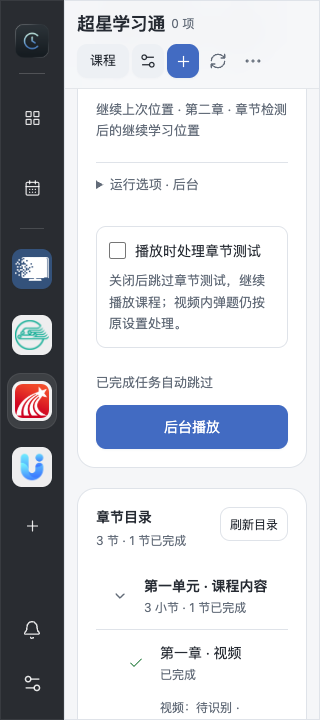 超星学习通 0 项
课程
继续上次位置 · 第二章 · 章节检测
后的继续学习位置
▶ 运行选项 · 后台
播放时处理章节测试
关闭后跳过章节测试，继续
播放课程；视频内弹题仍按
原设置处理。
已完成任务自动跳过
后台播放
章节目录
刷新目录
3 节 · 1 节已完成
第一单元 · 课程内容
3 小节 · 1 节已完成
第一章 · 视频
已完成
视频：待识别 ·